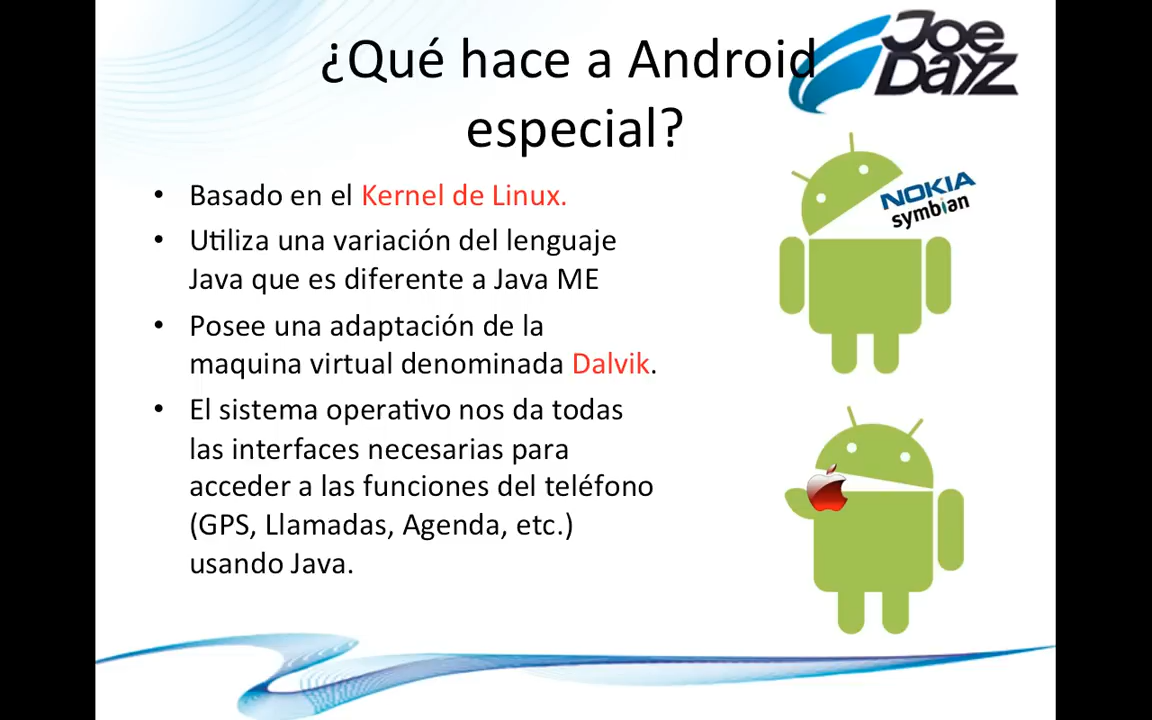 ¿Qué hace a Android
especial?
Joe
Dayz
NOKIA
symbian
• Basado en el Kernel de Linux.
• Utiliza una variación del lenguaje
Java que es diferente a Java ME
• Posee una adaptación de la
maquina virtual denominada Dalvik.
• El sistema operativo nos da todas
las interfaces necesarias para
acceder a las funciones del teléfono
(GPS, Llamadas, Agenda, etc.)
usando Java.